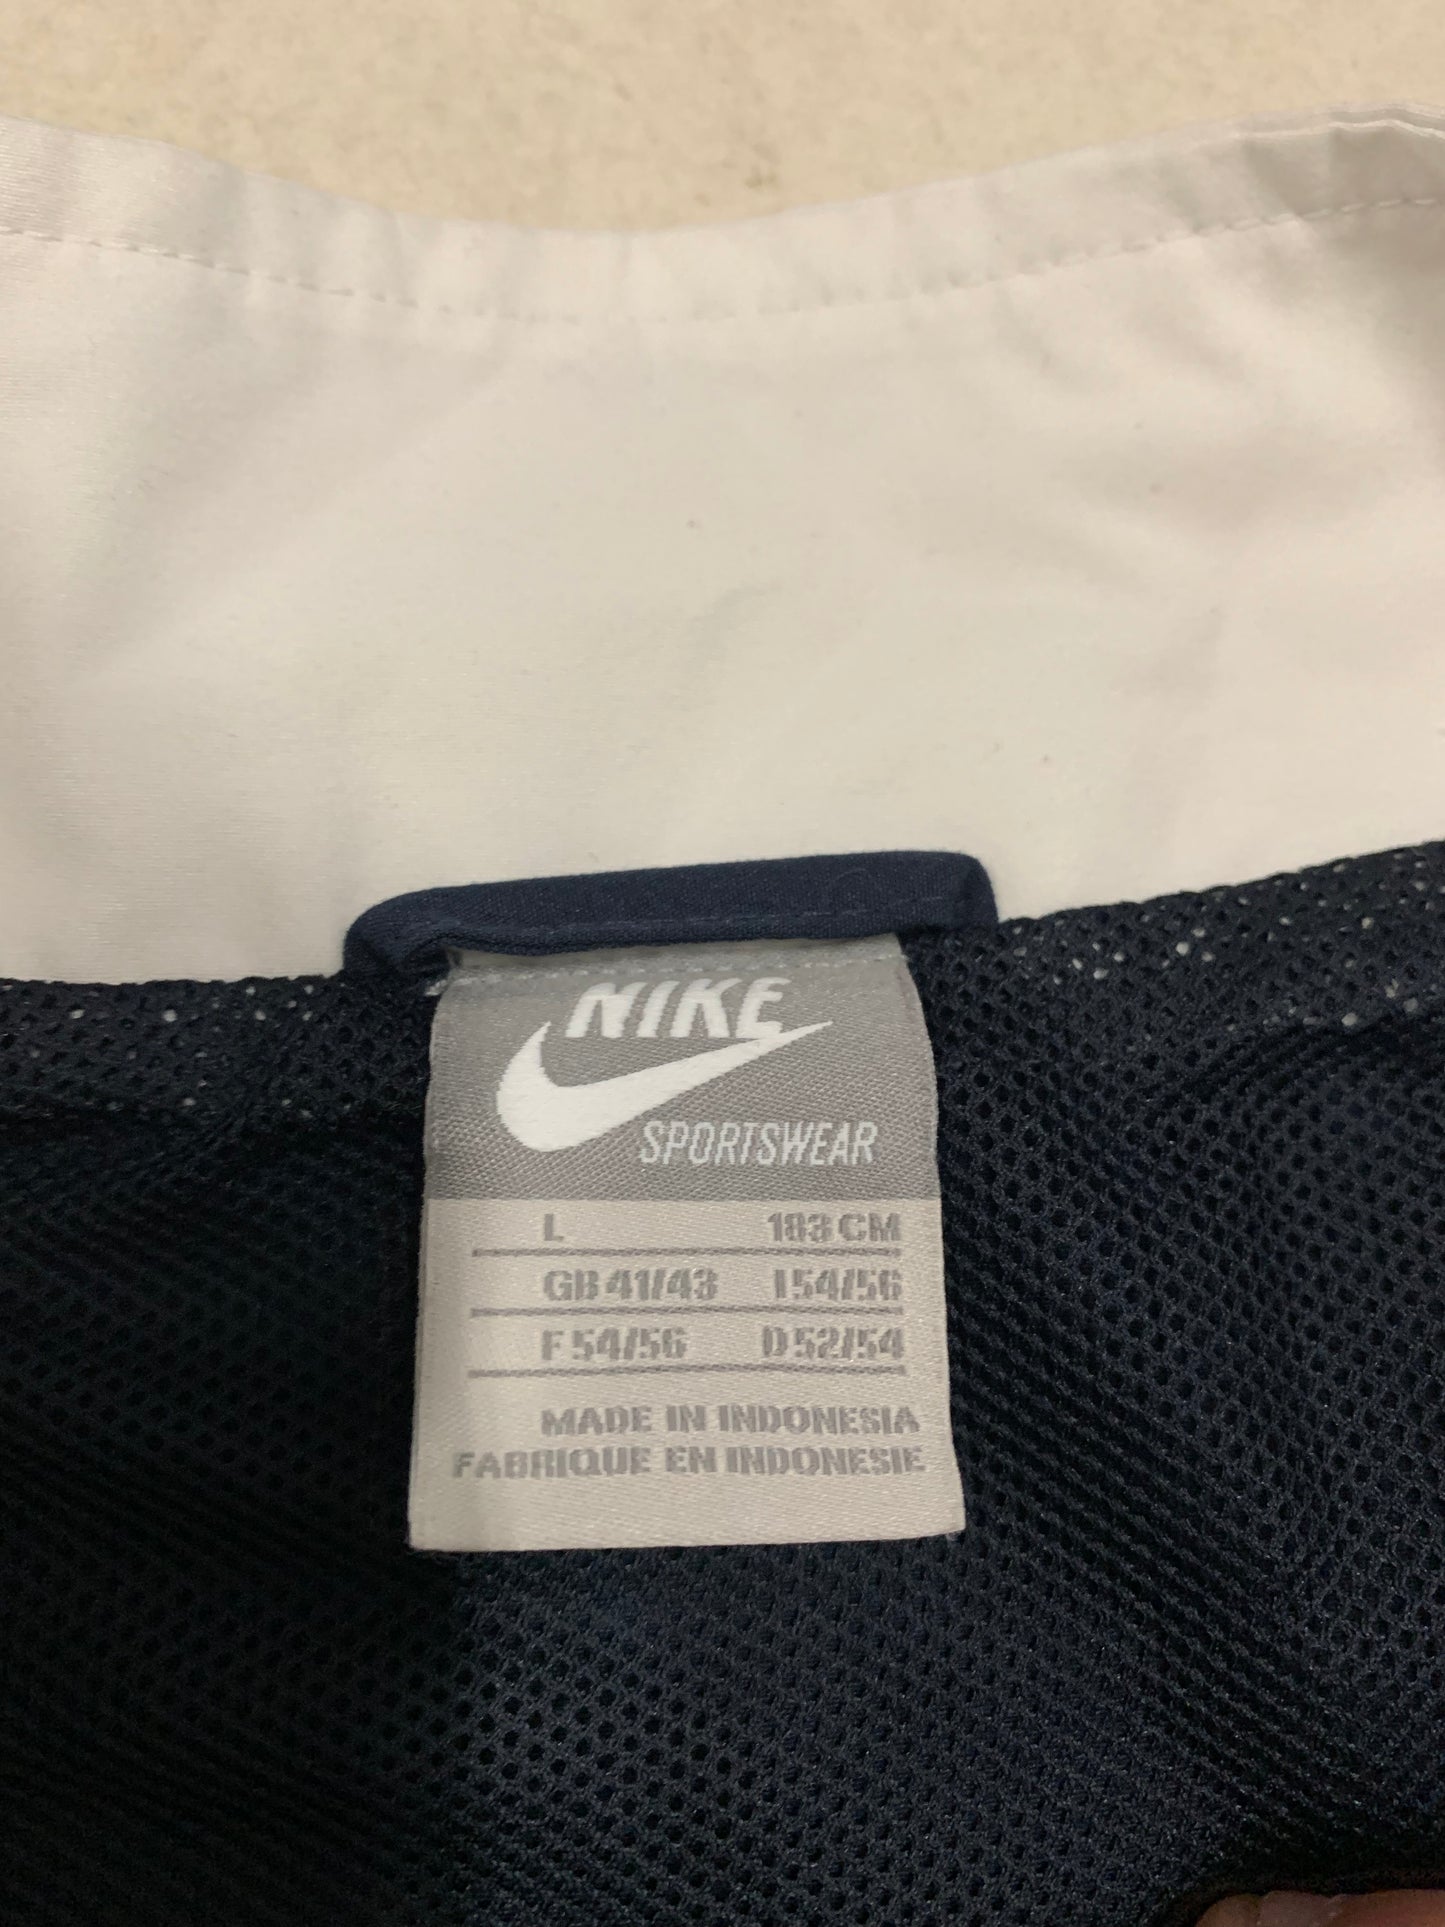 NIKE
SPORTSWEAR
L 183 CM
GB 41/43 I 54/56
F 54/56 D 52/54
MADE IN INDONESIA
FABRIQUE EN INDONESIE